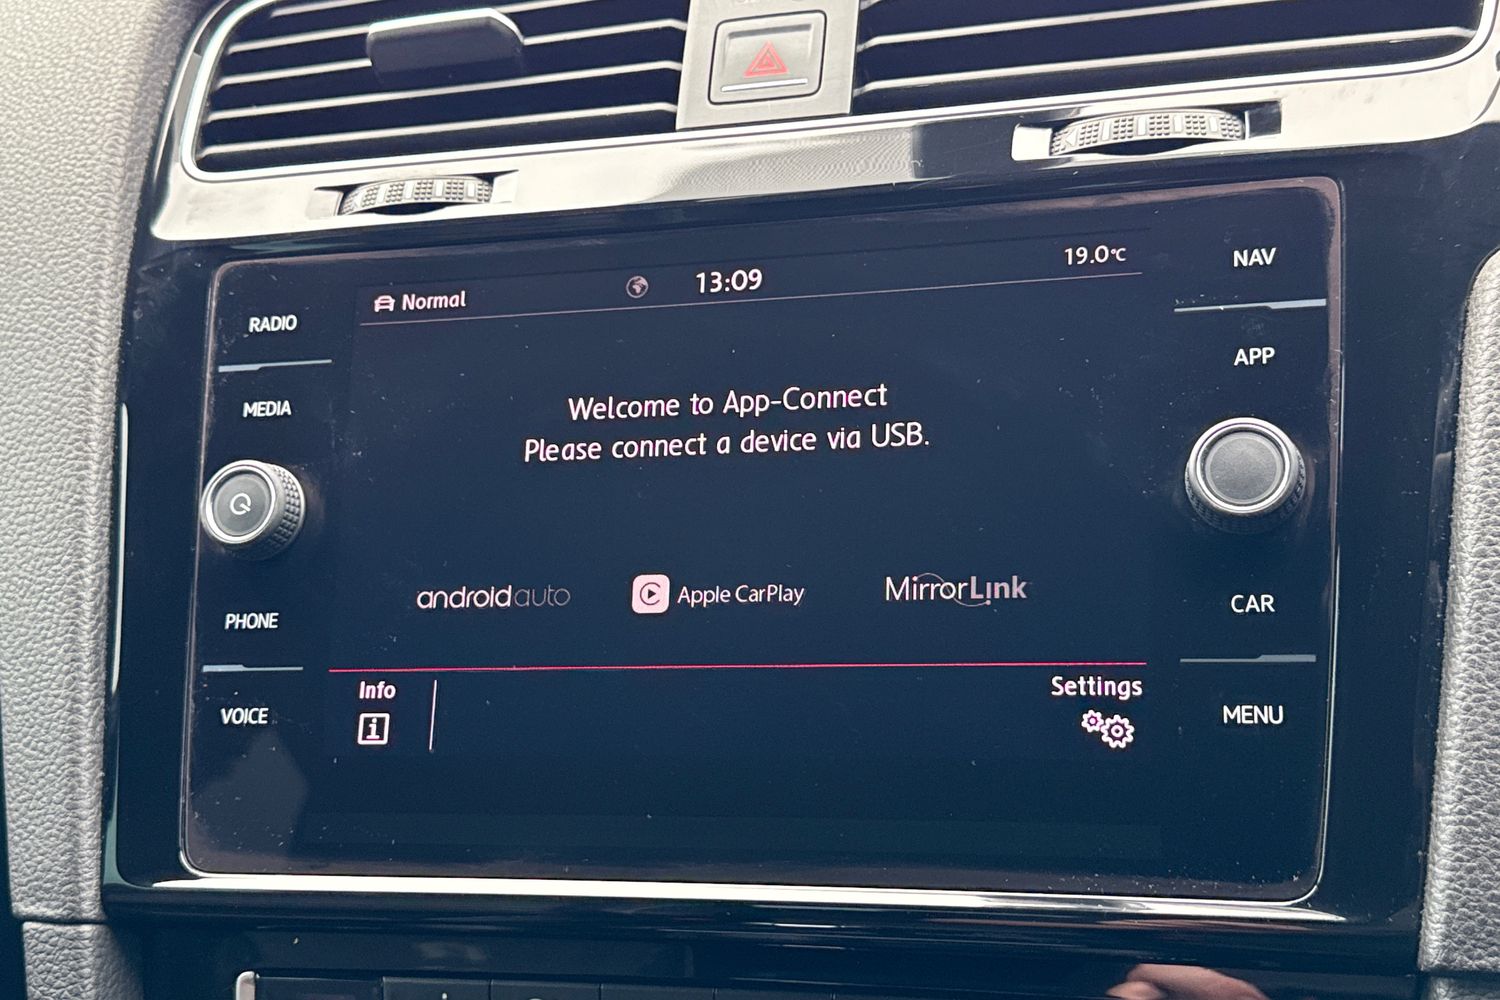 Normal
13:09
19.0°C
NAV
RADIO
APP
MEDIA
Welcome to App-Connect
Please connect a device via USB.
androidauto
Apple CarPlay
MirrorLink
PHONE
CAR
VOICE
Info
i
Settings
MENU